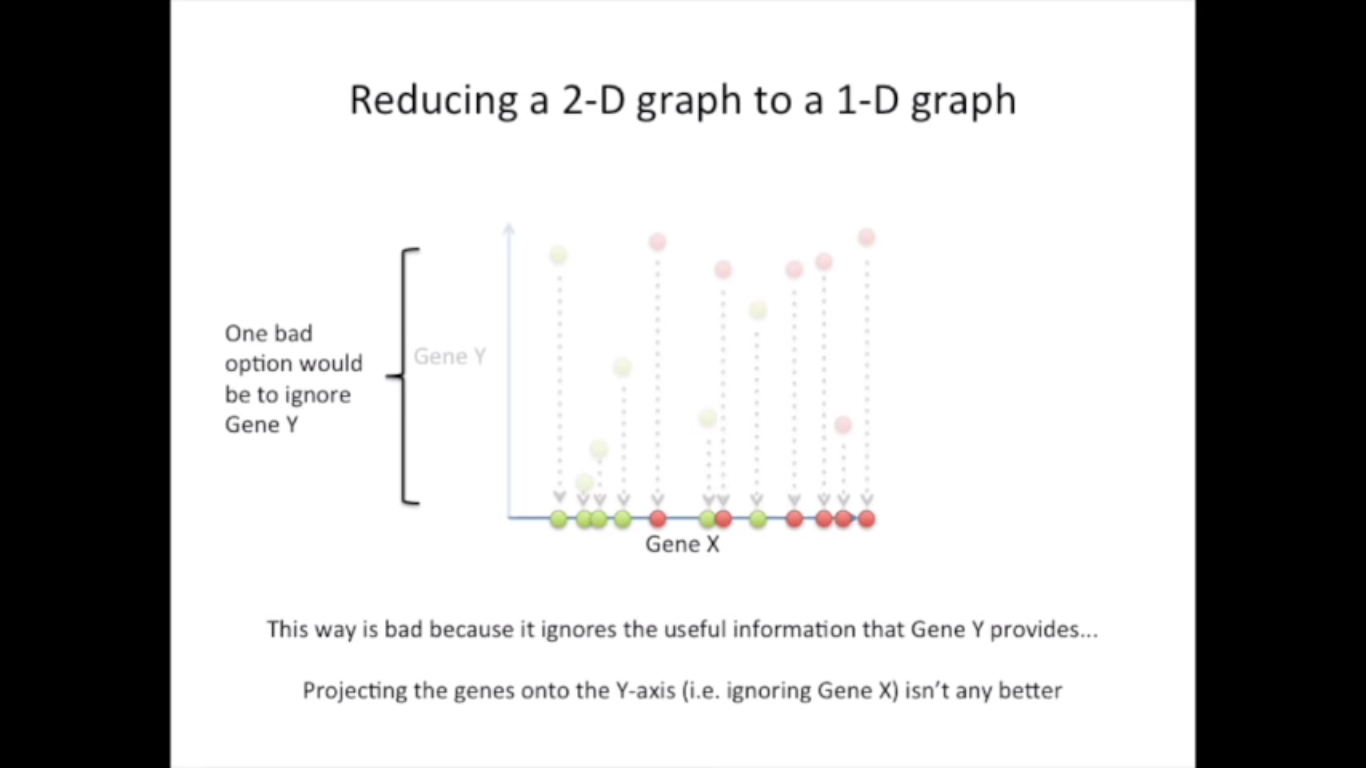 Reducing a 2-D graph to a 1-D graph
One bad
option would
be to ignore
Gene Y
Gene Y
Gene X
This way is bad because it ignores the useful information that Gene Y provides...
Projecting the genes onto the Y-axis (i.e. ignoring Gene X) isn't any better